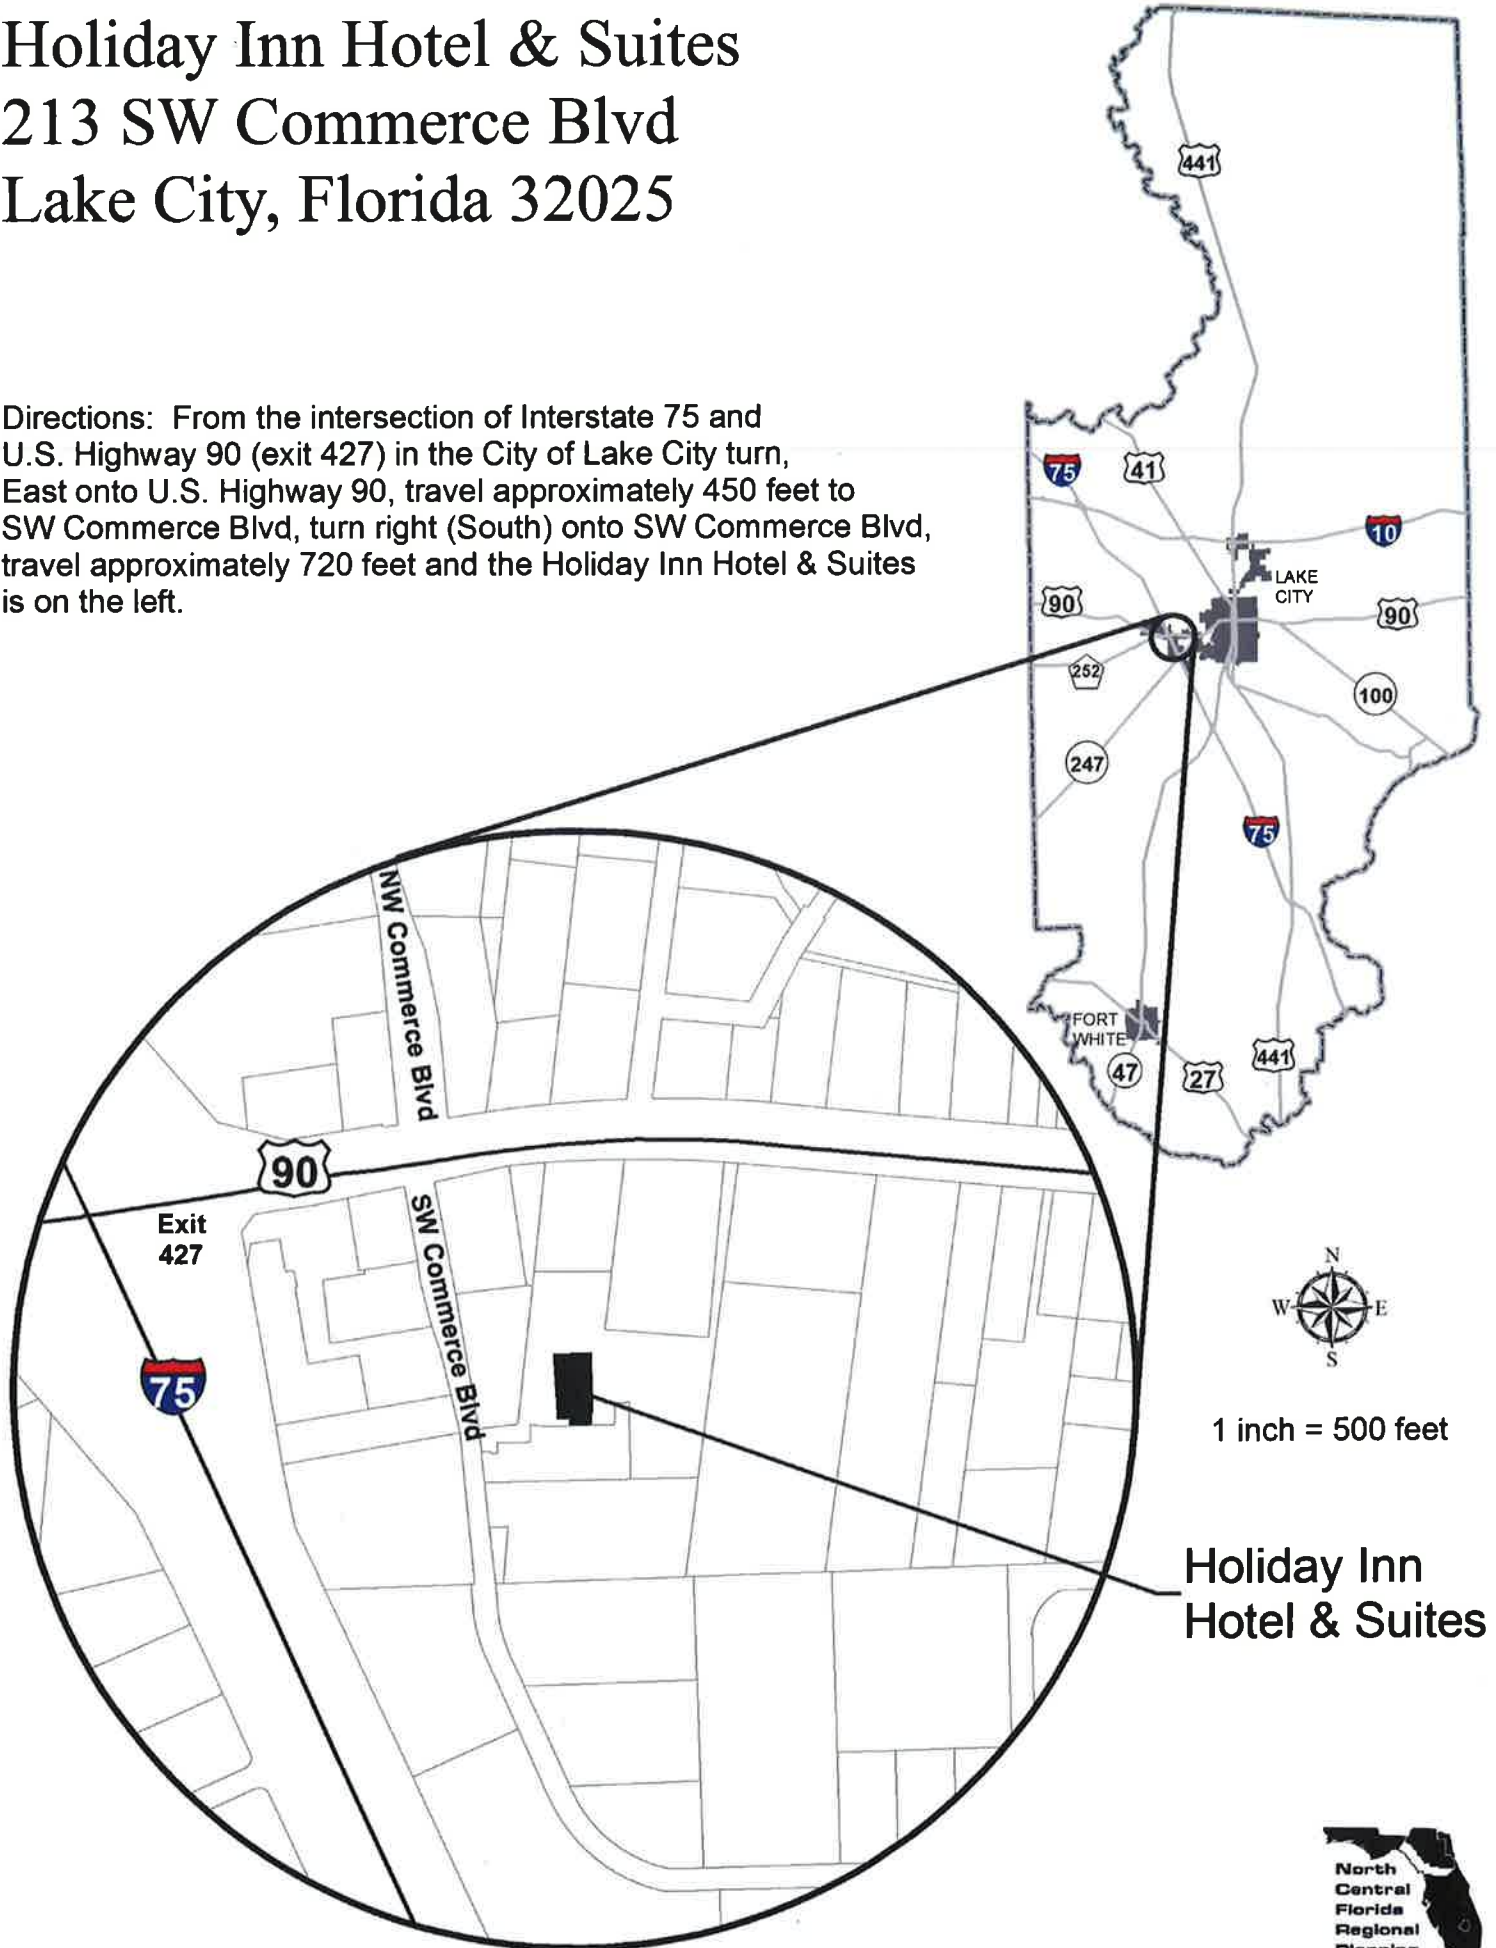 Holiday Inn Hotel & Suites
213 SW Commerce Blvd
Lake City, Florida 32025
Directions: From the intersection of Interstate 75 and
U.S. Highway 90 (exit 427) in the City of Lake City turn,
East onto U.S. Highway 90, travel approximately 450 feet to
SW Commerce Blvd, turn right (South) onto SW Commerce Blvd,
travel approximately 720 feet and the Holiday Inn Hotel & Suites
is on the left.
441
75
41
10
LAKE
CITY
90
90
252
100
247
75
FORT
WHITE
47
27
441
NW Commerce Blvd
90
Exit
427
SW Commerce Blvd
75
N
W
E
S
1 inch = 500 feet
Holiday Inn
Hotel & Suites
North
Central
Florida
Regional
Planning